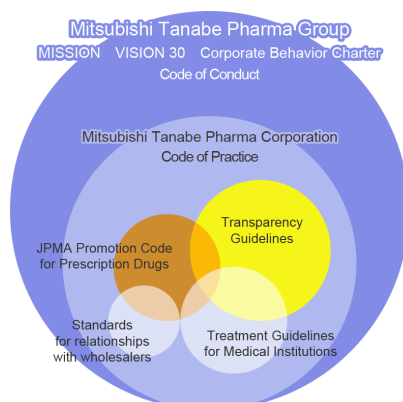 Mitsubishi Tanabe Pharma Group
MISSION VISION 30 Corporate Behavior Charter
Code of Conduct
Mitsubishi Tanabe Pharma Corporation
Code of Practice
Transparency
Guidelines
JPMA Promotion Code
for Prescription Drugs
Standards
for relationships
with wholesalers
Treatment Guidelines
for Medical Institutions